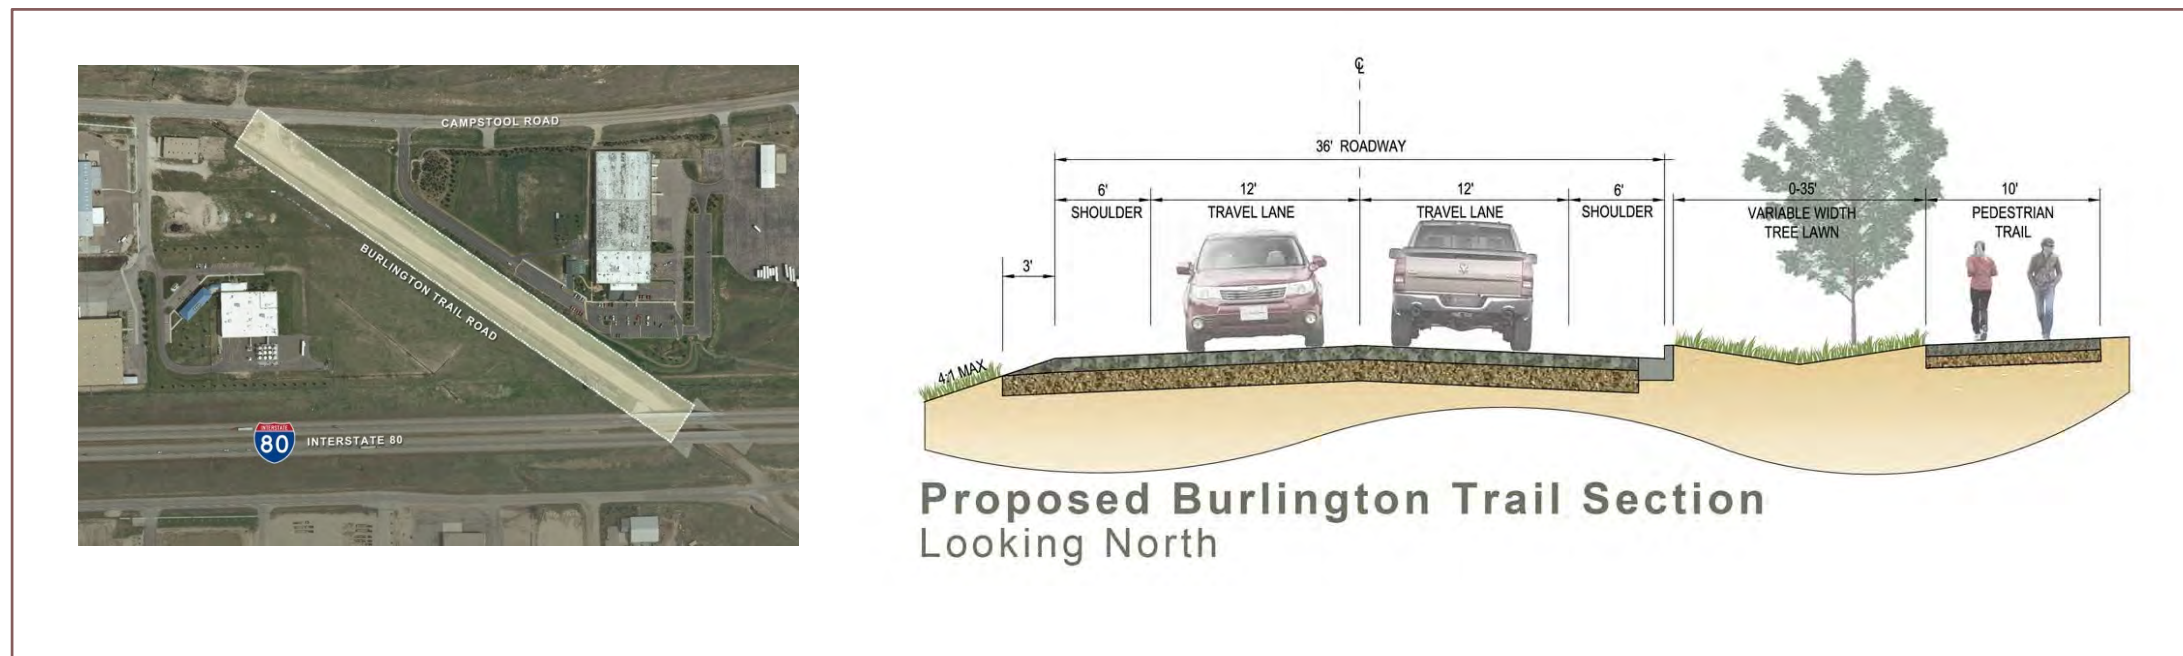 CAMPSTOOL ROAD
BURLINGTON TRAIL ROAD
INTERSTATE
80
INTERSTATE 80
℄
36' ROADWAY
6'
SHOULDER
12'
TRAVEL LANE
12'
TRAVEL LANE
6'
SHOULDER
0-35'
VARIABLE WIDTH
TREE LAWN
10'
PEDESTRIAN
TRAIL
3'
4:1 MAX
Proposed Burlington Trail Section
Looking North